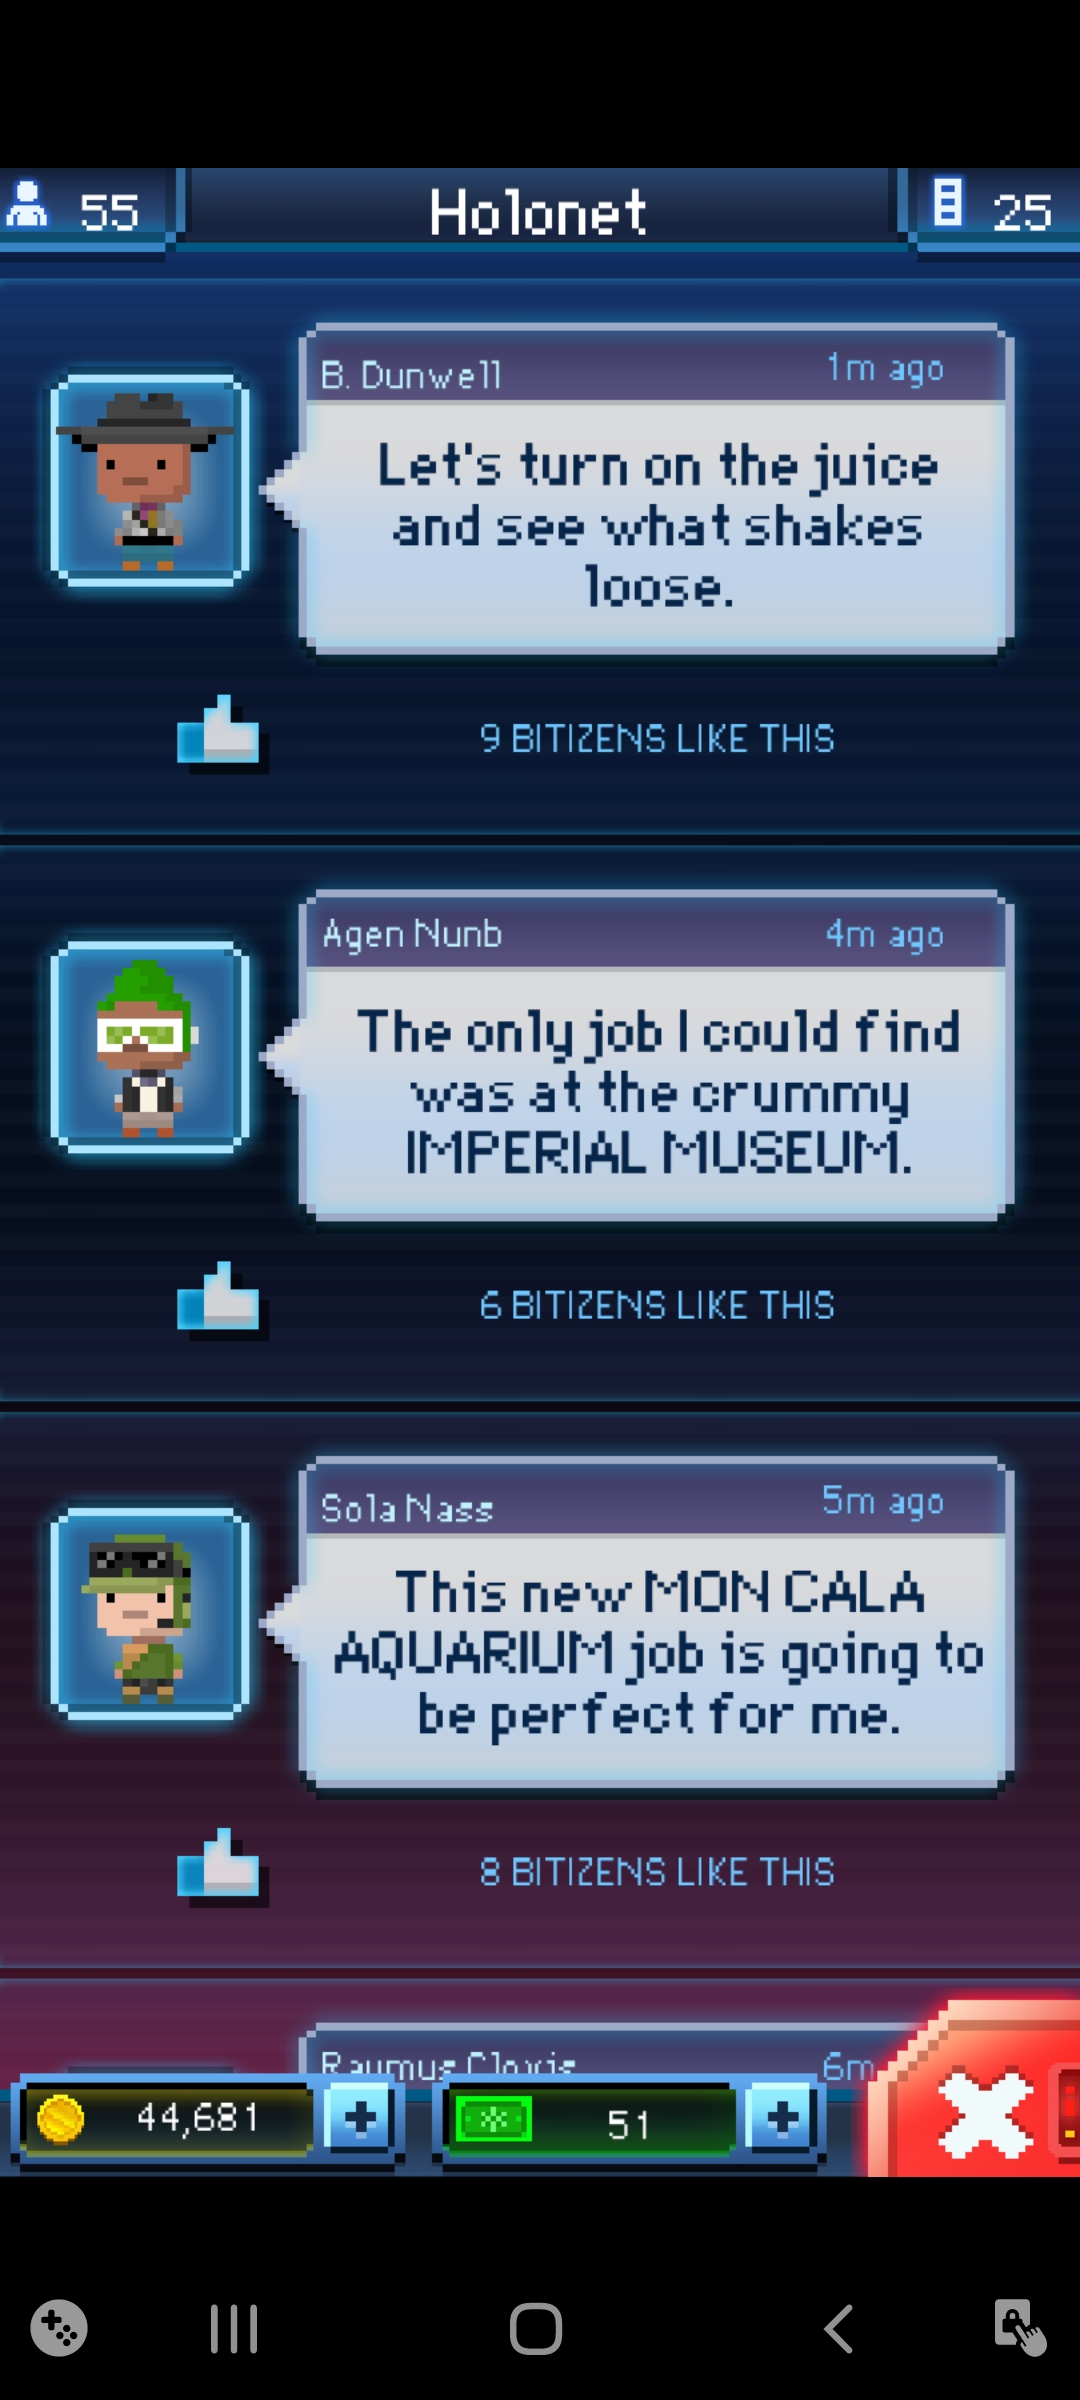 55
Holonet
25
B. Dunwell
1m ago
Let's turn on the juice
and see what shakes
loose.
9 BITIZENS LIKE THIS
Agen Nunb
4m ago
The only job I could find
was at the crummy
IMPERIAL MUSEUM.
6 BITIZENS LIKE THIS
Sola Nass
5m ago
This new MON CALA
AQUARIUM job is going to
be perfect for me.
8 BITIZENS LIKE THIS
Raymus Clovis
6m
44,681
51